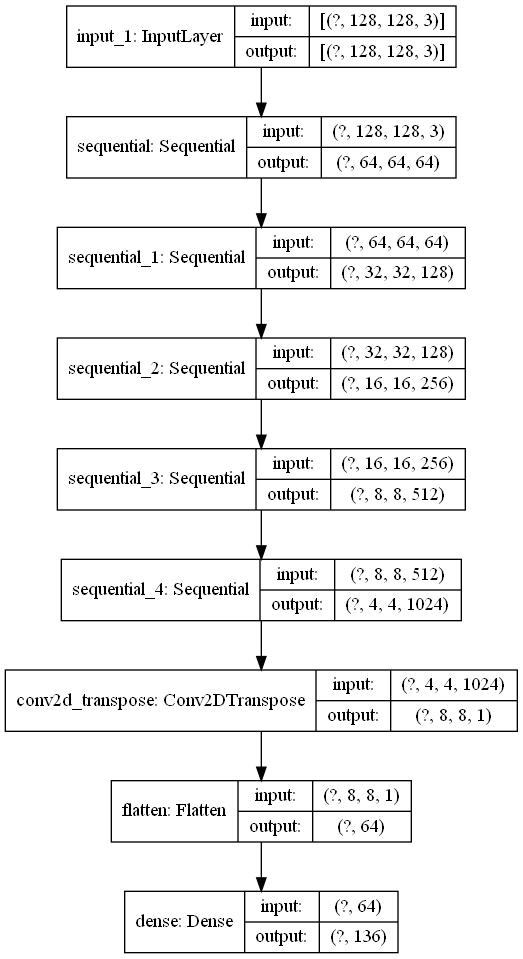 input_1: InputLayer
input: [(?, 128, 128, 3)]
output: [(?, 128, 128, 3)]
sequential: Sequential
input: (?, 128, 128, 3)
output: (?, 64, 64, 64)
sequential_1: Sequential
input: (?, 64, 64, 64)
output: (?, 32, 32, 128)
sequential_2: Sequential
input: (?, 32, 32, 128)
output: (?, 16, 16, 256)
sequential_3: Sequential
input: (?, 16, 16, 256)
output: (?, 8, 8, 512)
sequential_4: Sequential
input: (?, 8, 8, 512)
output: (?, 4, 4, 1024)
conv2d_transpose: Conv2DTranspose
input: (?, 4, 4, 1024)
output: (?, 8, 8, 1)
flatten: Flatten
input: (?, 8, 8, 1)
output: (?, 64)
dense: Dense
input: (?, 64)
output: (?, 136)